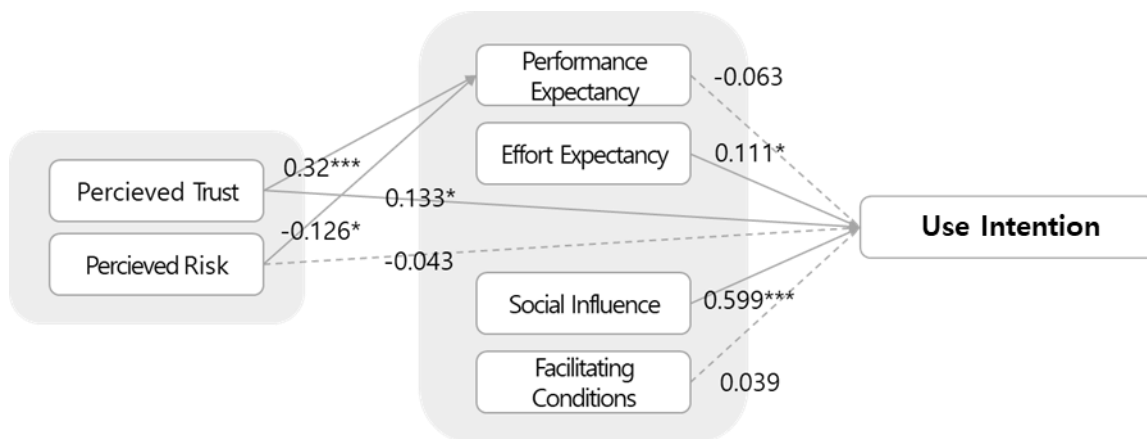 Performance
Expectancy
-0.063
Effort Expectancy
0.111*
0.32***
Percieved Trust
0.133*
Use Intention
-0.126*
Percieved Risk
-0.043
Social Influence
0.599***
Facilitating
Conditions
0.039